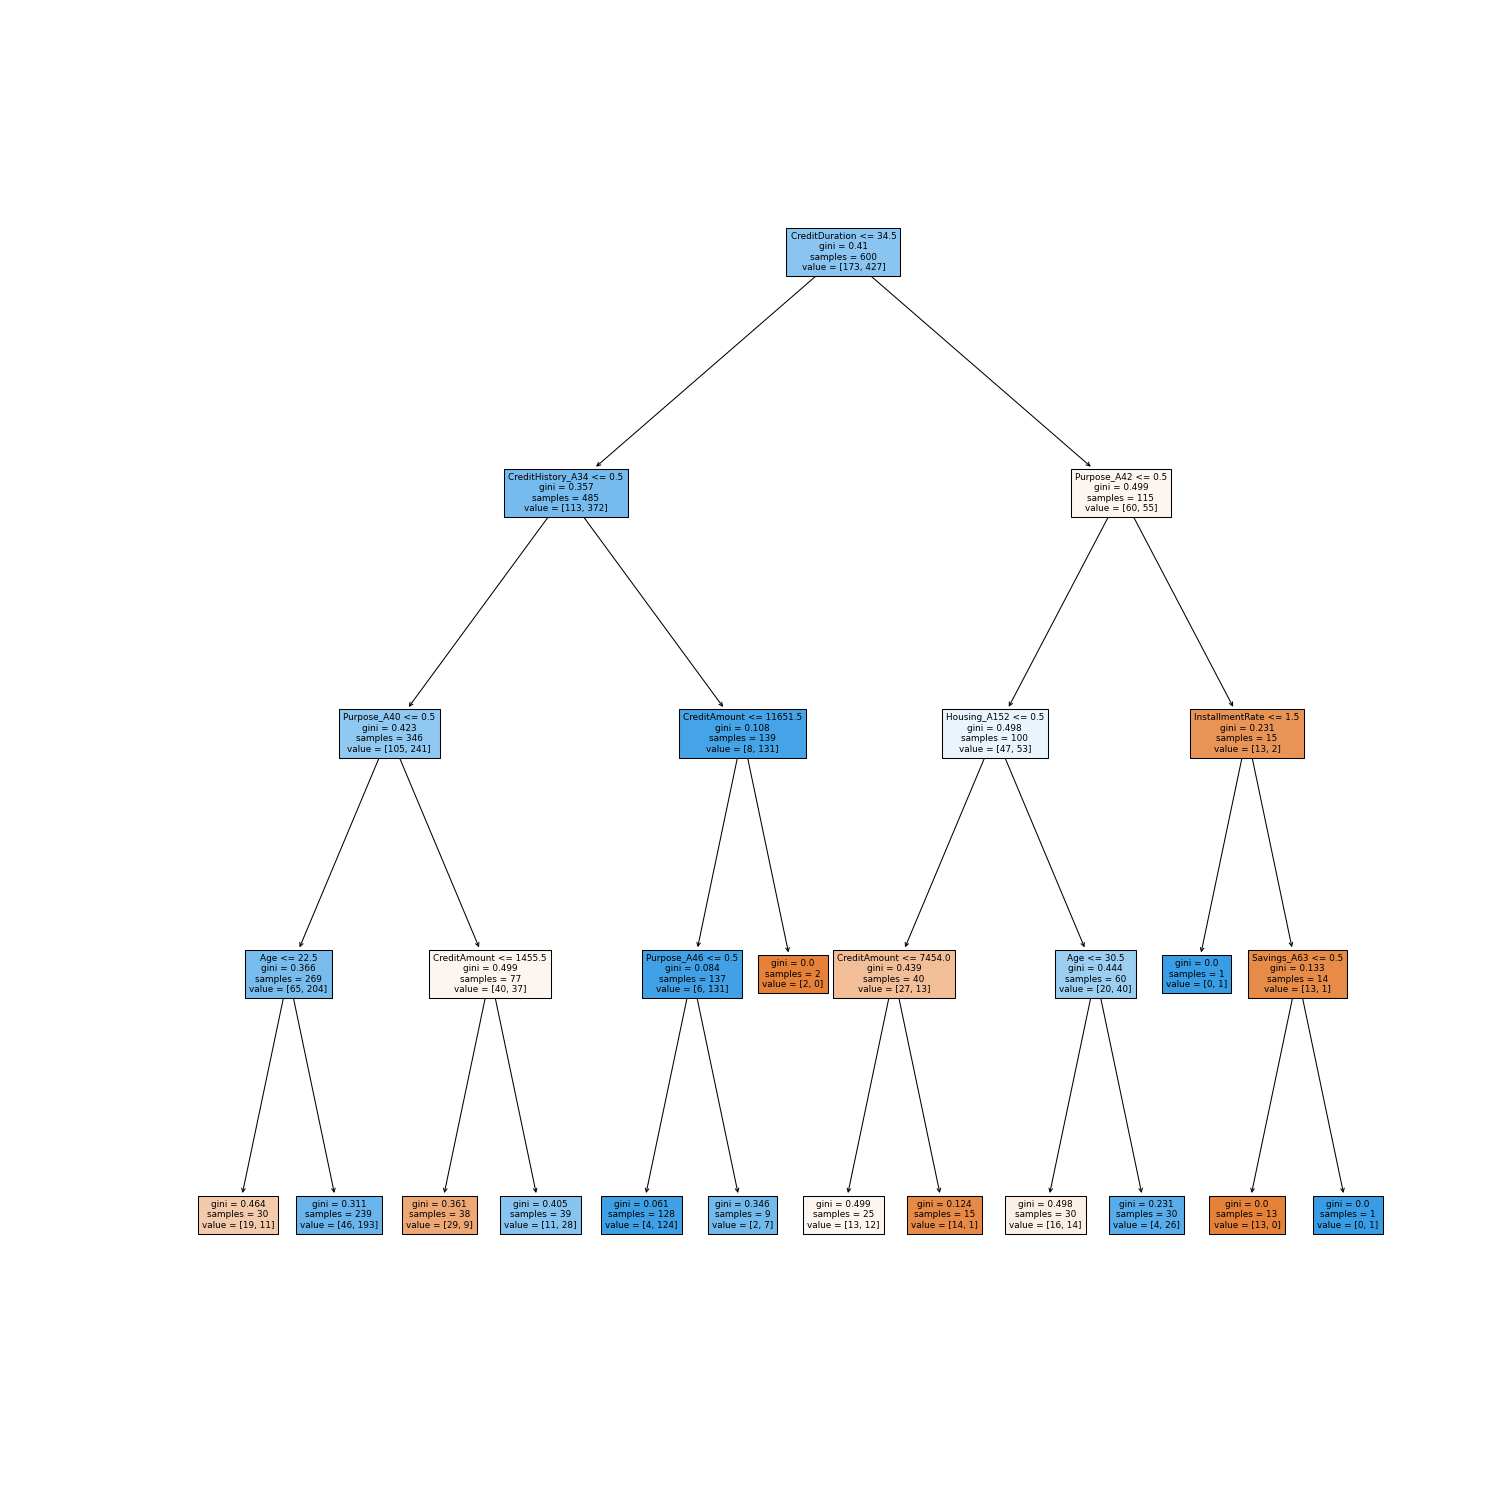 CreditDuration <= 34.5
gini = 0.41
samples = 600
value = [173, 427]
CreditHistory_A34 <= 0.5
gini = 0.357
samples = 485
value = [113, 372]
Purpose_A42 <= 0.5
gini = 0.499
samples = 115
value = [60, 55]
Purpose_A40 <= 0.5
gini = 0.423
samples = 346
value = [105, 241]
CreditAmount <= 11651.5
gini = 0.108
samples = 139
value = [8, 131]
Housing_A152 <= 0.5
gini = 0.498
samples = 100
value = [47, 53]
InstallmentRate <= 1.5
gini = 0.231
samples = 15
value = [13, 2]
Age <= 22.5
gini = 0.366
samples = 269
value = [65, 204]
CreditAmount <= 1455.5
gini = 0.499
samples = 77
value = [40, 37]
Purpose_A46 <= 0.5
gini = 0.084
samples = 137
value = [6, 131]
gini = 0.0
samples = 2
value = [2, 0]
CreditAmount <= 7454.0
gini = 0.439
samples = 40
value = [27, 13]
Age <= 30.5
gini = 0.444
samples = 60
value = [20, 40]
gini = 0.0
samples = 1
value = [0, 1]
Savings_A63 <= 0.5
gini = 0.133
samples = 14
value = [13, 1]
gini = 0.464
samples = 30
value = [19, 11]
gini = 0.311
samples = 239
value = [46, 193]
gini = 0.361
samples = 38
value = [29, 9]
gini = 0.405
samples = 39
value = [11, 28]
gini = 0.061
samples = 128
value = [4, 124]
gini = 0.346
samples = 9
value = [2, 7]
gini = 0.499
samples = 25
value = [13, 12]
gini = 0.124
samples = 15
value = [14, 1]
gini = 0.498
samples = 30
value = [16, 14]
gini = 0.231
samples = 30
value = [4, 26]
gini = 0.0
samples = 13
value = [13, 0]
gini = 0.0
samples = 1
value = [0, 1]